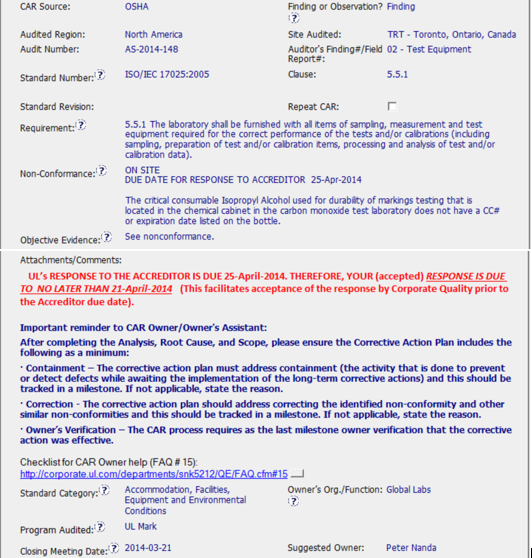 CAR Source: OSHA Finding or Observation? Finding
Audited Region: North America Site Audited: TRT - Toronto, Ontario, Canada
Audit Number: AS-2014-148 Auditor's Finding#/Field 02 - Test Equipment
Report#:
Standard Number: ISO/IEC 17025:2005 Clause: 5.5.1
Standard Revision: Repeat CAR:
Requirement: 5.5.1 The laboratory shall be furnished with all items of sampling, measurement and test
equipment required for the correct performance of the tests and/or calibrations (including
sampling, preparation of test and/or calibration items, processing and analysis of test and/or
calibration data).
Non-Conformance: ON SITE
DUE DATE FOR RESPONSE TO ACCREDITOR 25-Apr-2014
The critical consumable Isopropyl Alcohol used for durability of markings testing that is
located in the chemical cabinet in the carbon monoxide test laboratory does not have a CC#
or expiration date listed on the bottle.
Objective Evidence: See nonconformance.
Attachments/Comments:
UL's RESPONSE TO THE ACCREDITOR IS DUE 25-April-2014. THEREFORE, YOUR (accepted) RESPONSE IS DUE
TO NO LATER THAN 21-April-2014 (This facilitates acceptance of the response by Corporate Quality prior to
the Accreditor due date).
Important reminder to CAR Owner/Owner's Assistant:
After completing the Analysis, Root Cause, and Scope, please ensure the Corrective Action Plan includes the
following as a minimum:
· Containment – The corrective action plan must address containment (the activity that is done to prevent
or detect defects while awaiting the implementation of the long-term corrective actions) and this should be
tracked in a milestone. If not applicable, state the reason.
· Correction - The corrective action plan should address correcting the identified non-conformity and other
similar non-conformities and this should be tracked in a milestone. If not applicable, state the reason.
· Owner's Verification – The CAR process requires as the last milestone owner verification that the corrective
action was effective.
Checklist for CAR Owner help (FAQ # 15):
http://corporate.ul.com/departments/snk5212/QE/FAQ.cfm#15
Standard Category: Accommodation, Facilities, Owner's Org./Function: Global Labs
Equipment and Environmental
Conditions
Program Audited: UL Mark
Closing Meeting Date: 2014-03-21 Suggested Owner: Peter Nanda